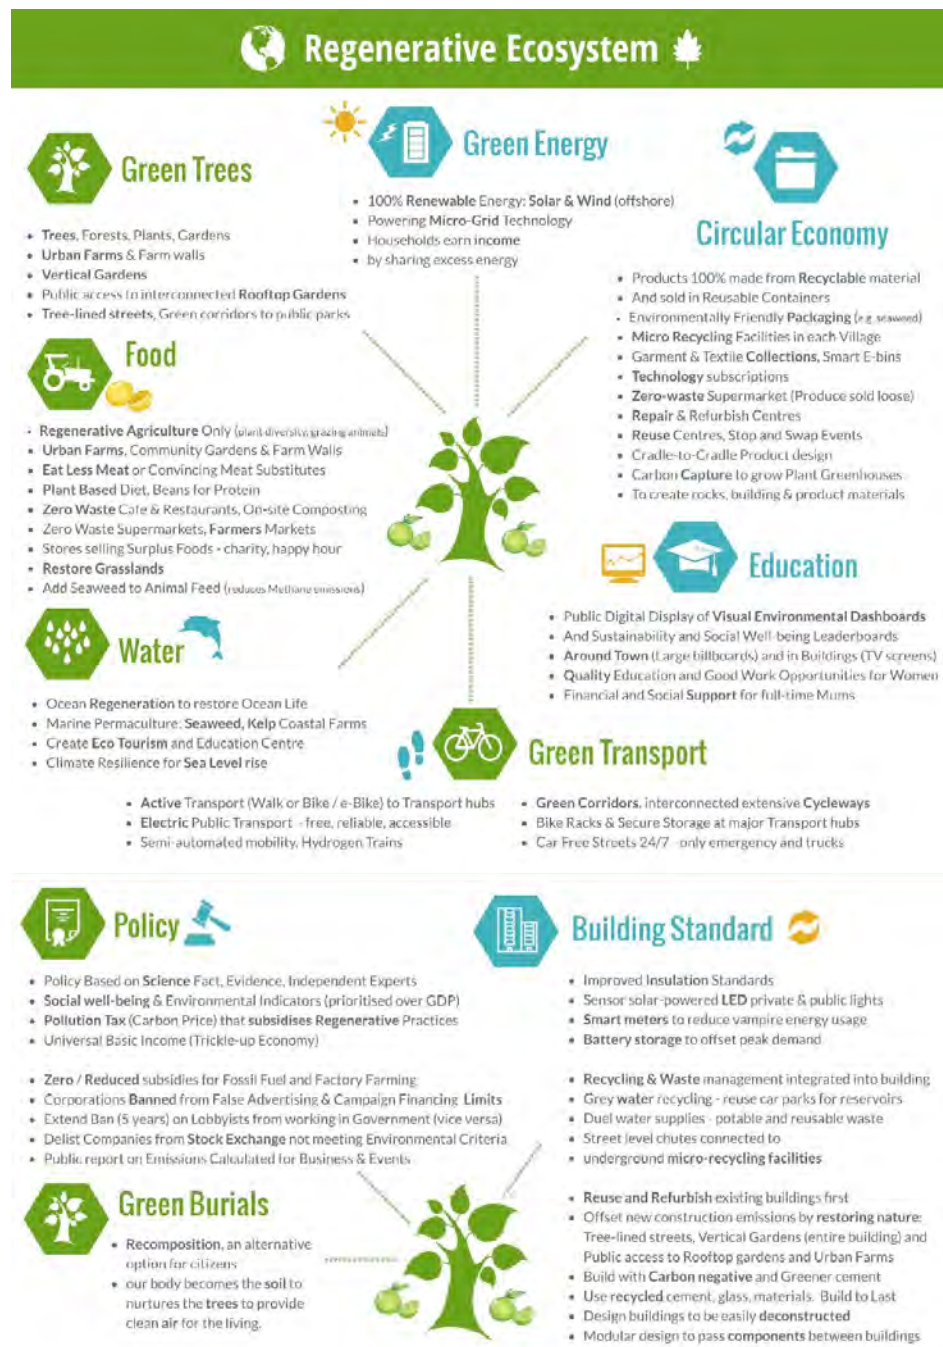 Regenerative Ecosystem
Green Trees
Trees, Forests, Plants, Gardens
Urban Farms & Farm walls
Vertical Gardens
Public access to interconnected Rooftop Gardens
Tree-lined streets, Green corridors to public parks
Green Energy
100% Renewable Energy: Solar & Wind (offshore)
Powering Micro-Grid Technology
Households earn income
by sharing excess energy
Circular Economy
Products 100% made from Recyclable material
And sold in Reusable Containers
Environmentally Friendly Packaging (e.g. seaweed)
Micro Recycling Facilities in each Village
Garment & Textile Collections, Smart E-bins
Technology subscriptions
Zero-waste Supermarket (Produce sold loose)
Repair & Refurbish Centres
Reuse Centres, Stop and Swap Events
Cradle-to-Cradle Product design
Carbon Capture to grow Plant Greenhouses
To create rocks, building & product materials
Food
Regenerative Agriculture Only (plant diversity, grazing animals)
Urban Farms, Community Gardens & Farm Walls
Eat Less Meat or Convincing Meat Substitutes
Plant Based Diet, Beans for Protein
Zero Waste Cafe & Restaurants, On-site Composting
Zero Waste Supermarkets, Farmers Markets
Stores selling Surplus Foods - charity, happy hour
Restore Grasslands
Add Seaweed to Animal Feed (reduces Methane emissions)
Education
Public Digital Display of Visual Environmental Dashboards
And Sustainability and Social Well-being Leaderboards
Around Town (Large billboards) and in Buildings (TV screens)
Quality Education and Good Work Opportunities for Women
Financial and Social Support for full-time Mums
Water
Ocean Regeneration to restore Ocean Life
Marine Permaculture: Seaweed, Kelp Coastal Farms
Create Eco Tourism and Education Centre
Climate Resilience for Sea Level rise
Green Transport
Active Transport (Walk or Bike / e-Bike) to Transport hubs
Electric Public Transport - free, reliable, accessible
Semi-automated mobility, Hydrogen Trains
Green Corridors, interconnected extensive Cycleways
Bike Racks & Secure Storage at major Transport hubs
Car Free Streets 24/7 - only emergency and trucks
Policy
Policy Based on Science Fact, Evidence, Independent Experts
Social well-being & Environmental Indicators (prioritised over GDP)
Pollution Tax (Carbon Price) that subsidises Regenerative Practices
Universal Basic Income (Trickle-up Economy)
Zero / Reduced subsidies for Fossil Fuel and Factory Farming
Corporations Banned from False Advertising & Campaign Financing Limits
Extend Ban (5 years) on Lobbyists from working in Government (vice versa)
Delist Companies from Stock Exchange not meeting Environmental Criteria
Public report on Emissions Calculated for Business & Events
Building Standard
Improved Insulation Standards
Sensor solar-powered LED private & public lights
Smart meters to reduce vampire energy usage
Battery storage to offset peak demand
Recycling & Waste management integrated into building
Grey water recycling - reuse car parks for reservoirs
Duel water supplies - potable and reusable waste
Street level chutes connected to
underground micro-recycling facilities
Reuse and Refurbish existing buildings first
Offset new construction emissions by restoring nature:
Tree-lined streets, Vertical Gardens (entire building) and
Public access to Rooftop gardens and Urban Farms
Build with Carbon negative and Greener cement
Use recycled cement, glass, materials. Build to Last
Design buildings to be easily deconstructed
Modular design to pass components between buildings
Green Burials
Recomposition, an alternative
option for citizens
our body becomes the soil to
nurtures the trees to provide
clean air for the living.